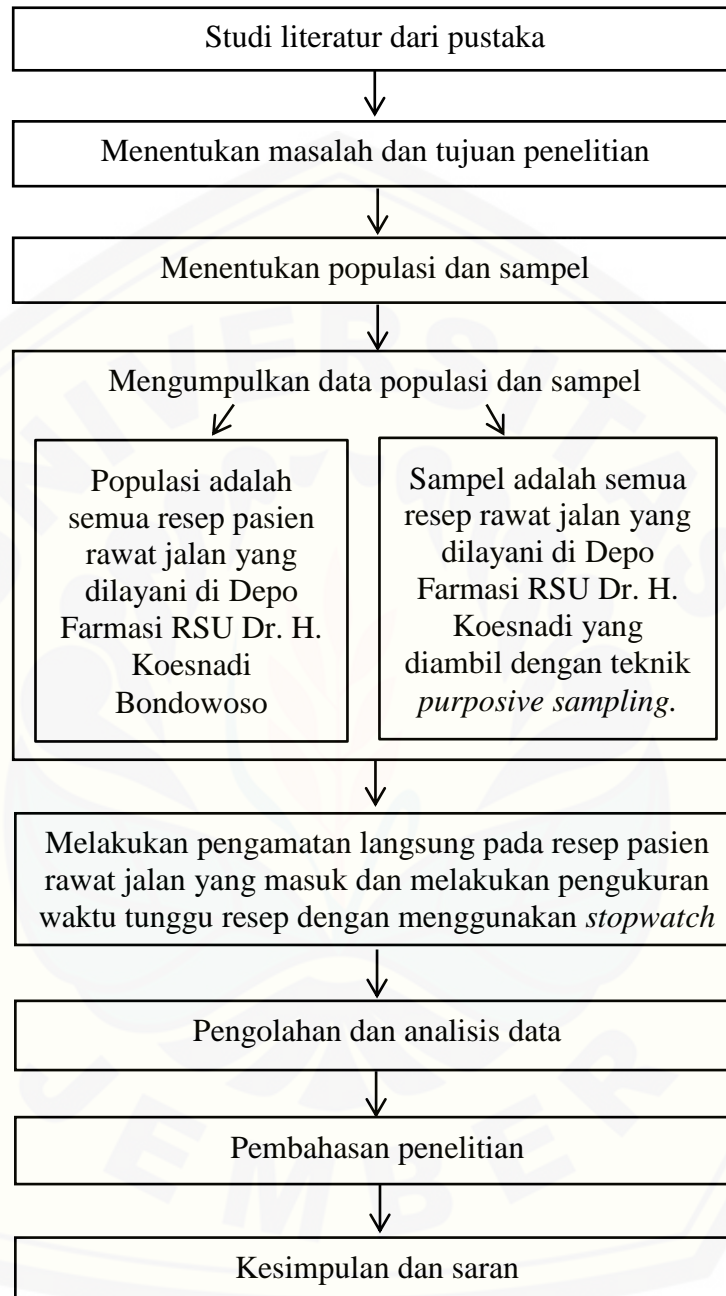 Studi literatur dari pustaka
Menentukan masalah dan tujuan penelitian
Menentukan populasi dan sampel
Mengumpulkan data populasi dan sampel
Populasi adalah
semua resep pasien
rawat jalan yang
dilayani di Depo
Farmasi RSU Dr. H.
Koesnadi
Bondowoso
Sampel adalah semua
resep rawat jalan yang
dilayani di Depo
Farmasi RSU Dr. H.
Koesnadi yang
diambil dengan teknik
purposive sampling.
Melakukan pengamatan langsung pada resep pasien
rawat jalan yang masuk dan melakukan pengukuran
waktu tunggu resep dengan menggunakan stopwatch
Pengolahan dan analisis data
Pembahasan penelitian
Kesimpulan dan saran
UNIVERSITAS
JEMBER